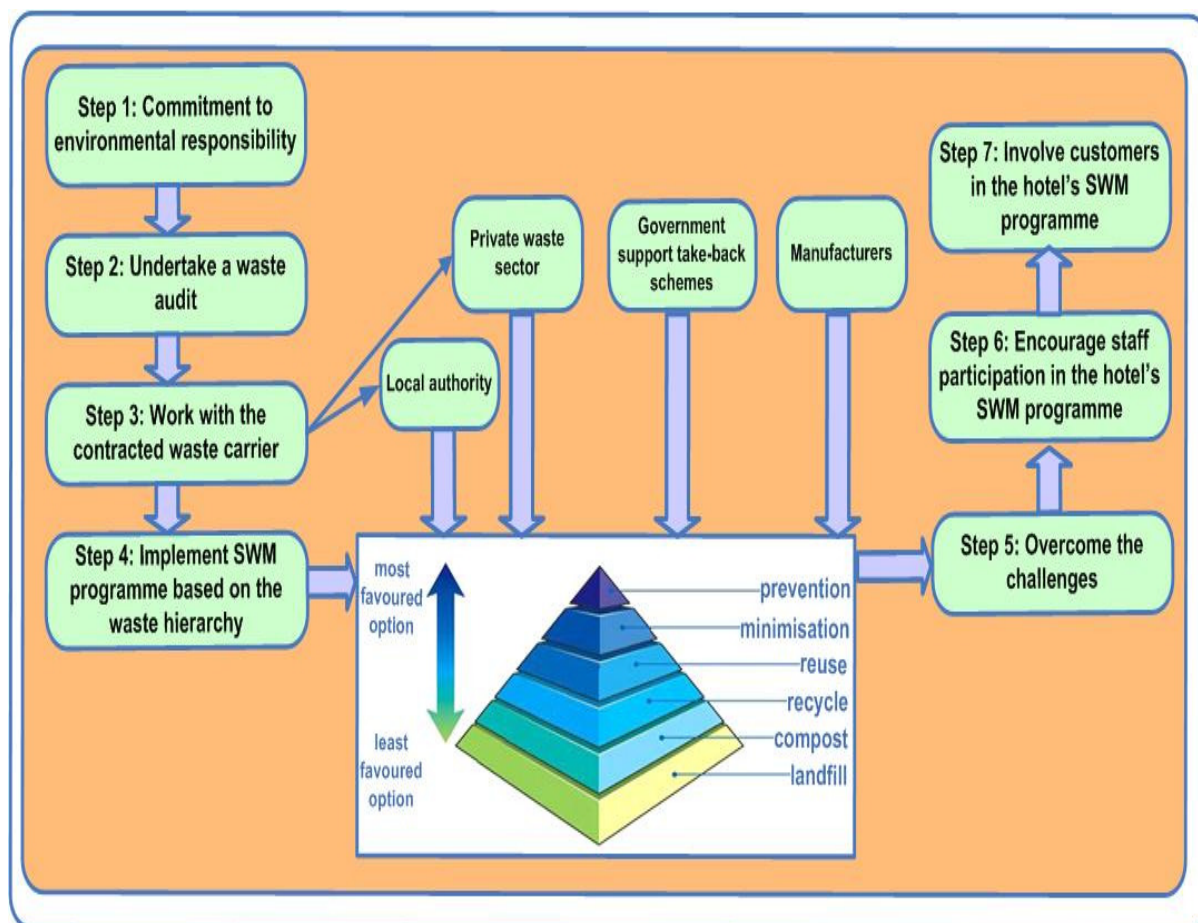 Step 1: Commitment to
environmental responsibility
Step 2: Undertake a waste
audit
Step 3: Work with the
contracted waste carrier
Step 4: Implement SWM
programme based on the
waste hierarchy
Local authority
Private waste
sector
Government
support take-back
schemes
Manufacturers
most
favoured
option
least
favoured
option
prevention
minimisation
reuse
recycle
compost
landfill
Step 5: Overcome the
challenges
Step 6: Encourage staff
participation in the hotel's
SWM programme
Step 7: Involve customers
in the hotel's SWM
programme